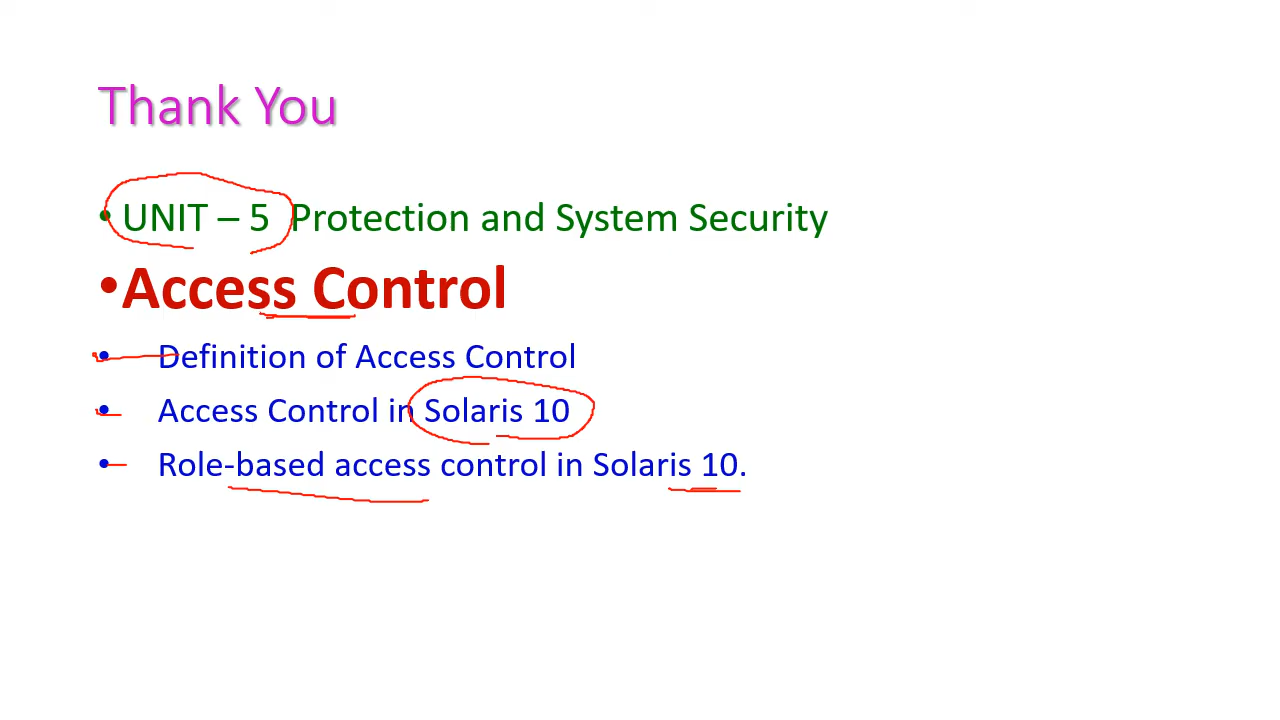 Thank You
• UNIT – 5 Protection and System Security
•Access Control
• Definition of Access Control
• Access Control in Solaris 10
• Role-based access control in Solaris 10.